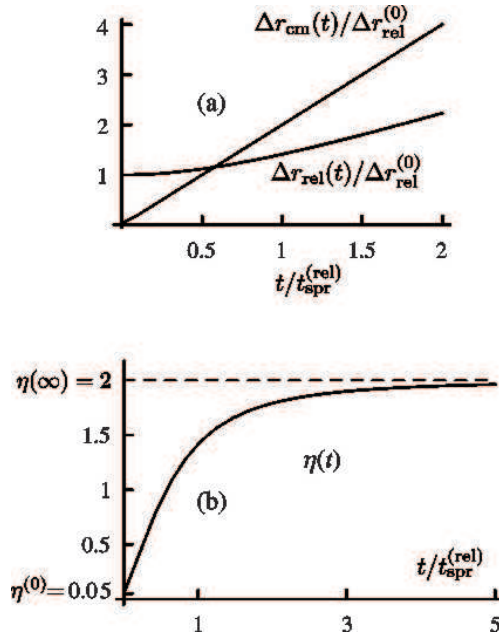 4
Δr_cm(t)/Δr_rel^(0)
3
(a)
2
1
Δr_rel(t)/Δr_rel^(0)
0.5 1 1.5 2
t/t_spr^(rel)
η(∞) = 2
1.5
η(t)
1
(b)
0.5
t/t_spr^(rel)
η^(0)=0.05
1 3 5